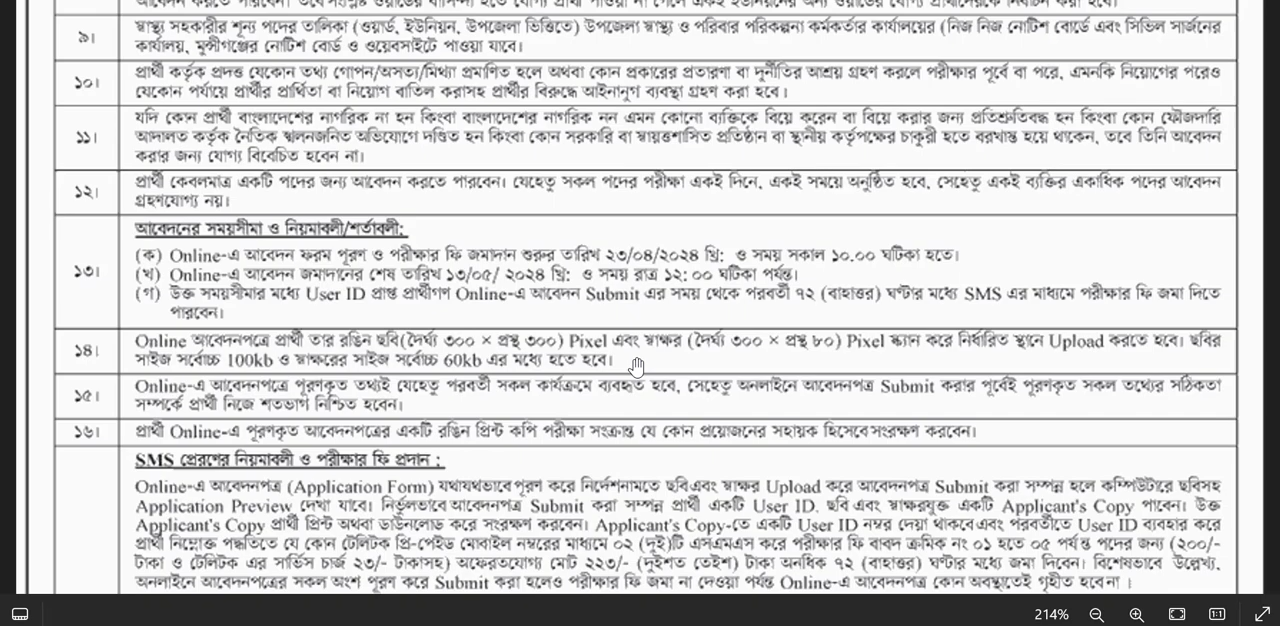 ৯। স্বাস্থ্য সহকারীর শূন্য পদের তালিকা (ওয়ার্ড, ইউনিয়ন, উপজেলা ভিত্তিতে) উপজেলা স্বাস্থ্য ও পরিবার পরিকল্পনা কর্মকর্তার কার্যালয়ের (নিজ নিজ নোটিশ বোর্ডে এবং সিভিল সার্জনের
কার্যালয়, মুন্সীগঞ্জের নোটিশ বোর্ড ও ওয়েবসাইটে পাওয়া যাবে।
১০। প্রার্থী কর্তৃক প্রদত্ত যেকোন তথ্য গোপন/অসত্য/মিথ্যা প্রমাণিত হলে অথবা কোন প্রকারের প্রতারণা বা দুর্নীতির আশ্রয় গ্রহণ করলে পরীক্ষার পূর্বে বা পরে, এমনকি নিয়োগের পরেও
যেকোন পর্যায়ে প্রার্থীর প্রার্থিতা বা নিয়োগ বাতিল করাসহ প্রার্থীর বিরুদ্ধে আইনানুগ ব্যবস্থা গ্রহণ করা হবে।
১১। যদি কোন প্রার্থী বাংলাদেশের নাগরিক না হন কিংবা বাংলাদেশের নাগরিক নন এমন কোনো ব্যক্তিকে বিয়ে করেন বা বিয়ে করার জন্য প্রতিশ্রুতিবদ্ধ হন কিংবা কোন ফৌজদারি
আদালত কর্তৃক নৈতিক স্খলনজনিত অভিযোগে দণ্ডিত হন কিংবা কোন সরকারি বা স্বায়ত্তশাসিত প্রতিষ্ঠান বা স্থানীয় কর্তৃপক্ষের চাকুরী হতে বরখাস্ত হয়ে থাকেন, তবে তিনি আবেদন
করার জন্য যোগ্য বিবেচিত হবেন না।
১২। প্রার্থী কেবলমাত্র একটি পদের জন্য আবেদন করতে পারবেন। যেহেতু সকল পদের পরীক্ষা একই দিনে, একই সময়ে অনুষ্ঠিত হবে, সেহেতু একই ব্যক্তির একাধিক পদের আবেদন
গ্রহণযোগ্য নয়।
আবেদনের সময়সীমা ও নিয়মাবলী/শর্তাবলী:
(ক) Online-এ আবেদন ফরম পূরণ ও পরীক্ষার ফি জমাদান শুরুর তারিখ ২৩/০৪/২০২৪ খ্রি: ও সময় সকাল ১০.০০ ঘটিকা হতে।
১৩। (খ) Online-এ আবেদন জমাদানের শেষ তারিখ ১৩/০৫/ ২০২৪ খ্রি: ও সময় রাত্র ১২: ০০ ঘটিকা পর্যন্ত।
(গ) উক্ত সময়সীমার মধ্যে User ID প্রাপ্ত প্রার্থীগণ Online-এ আবেদন Submit এর সময় থেকে পরবর্তী ৭২ (বাহাত্তর) ঘন্টার মধ্যে SMS এর মাধ্যমে পরীক্ষার ফি জমা দিতে
পারবেন।
১৪। Online আবেদনপত্রে প্রার্থী তার রঙিন ছবি(দৈর্ঘ্য ৩০০ × প্রস্থ ৩০০) Pixel এবং স্বাক্ষর (দৈর্ঘ্য ৩০০ × প্রস্থ ৮০) Pixel স্ক্যান করে নির্ধারিত স্থানে Upload করতে হবে। ছবির
সাইজ সর্বোচ্চ 100kb ও স্বাক্ষরের সাইজ সর্বোচ্চ 60kb এর মধ্যে হতে হবে।
১৫। Online-এ আবেদনপত্রে পূরণকৃত তথ্যই যেহেতু পরবর্তী সকল কার্যক্রমে ব্যবহৃত হবে, সেহেতু অনলাইনে আবেদনপত্র Submit করার পূর্বেই পূরণকৃত সকল তথ্যের সঠিকতা
সম্পর্কে প্রার্থী নিজে শতভাগ নিশ্চিত হবেন।
১৬। প্রার্থী Online-এ পূরণকৃত আবেদনপত্রের একটি রঙিন প্রিন্ট কপি পরীক্ষা সংক্রান্ত যে কোন প্রয়োজনের সহায়ক হিসেবে সংরক্ষণ করবেন।
SMS প্রেরণের নিয়মাবলী ও পরীক্ষার ফি প্রদান :
Online-এ আবেদনপত্র (Application Form) যথাযথভাবে পূরণ করে নির্দেশনামতে ছবি এবং স্বাক্ষর Upload করে আবেদনপত্র Submit করা সম্পন্ন হলে কম্পিউটারে ছবিসহ
Application Preview দেখা যাবে। নির্ভুলভাবে আবেদনপত্র Submit করা সম্পন্ন প্রার্থী একটি User ID, ছবি এবং স্বাক্ষরযুক্ত একটি Applicant's Copy পাবেন। উক্ত
Applicant's Copy প্রার্থী প্রিন্ট অথবা ডাউনলোড করে সংরক্ষণ করবেন। Applicant's Copy-তে একটি User ID নম্বর দেয়া থাকবে এবং পরবর্তীতে User ID ব্যবহার করে
প্রার্থী নিম্নোক্ত পদ্ধতিতে যে কোন টেলিটক প্রি-পেইড মোবাইল নম্বরের মাধ্যমে ০২ (দুই)টি এসএমএস করে পরীক্ষার ফি বাবদ ক্রমিক নং ০১ হতে ০৫ পর্যন্ত পদের জন্য (২০০/-
টাকা ও টেলিটক এর সার্ভিস চার্জ ২৩/- টাকাসহ) অফেরতযোগ্য মোট ২২৩/- (দুইশত তেইশ) টাকা অনধিক ৭২ (বাহাত্তর) ঘন্টার মধ্যে জমা দিবেন। বিশেষভাবে উল্লেখ্য,
অনলাইনে আবেদনপত্রের সকল অংশ পূরণ করে Submit করা হলেও পরীক্ষার ফি জমা না দেওয়া পর্যন্ত Online-এ আবেদনপত্র কোন অবস্থাতেই গৃহীত হবে না ।
214%
1:1